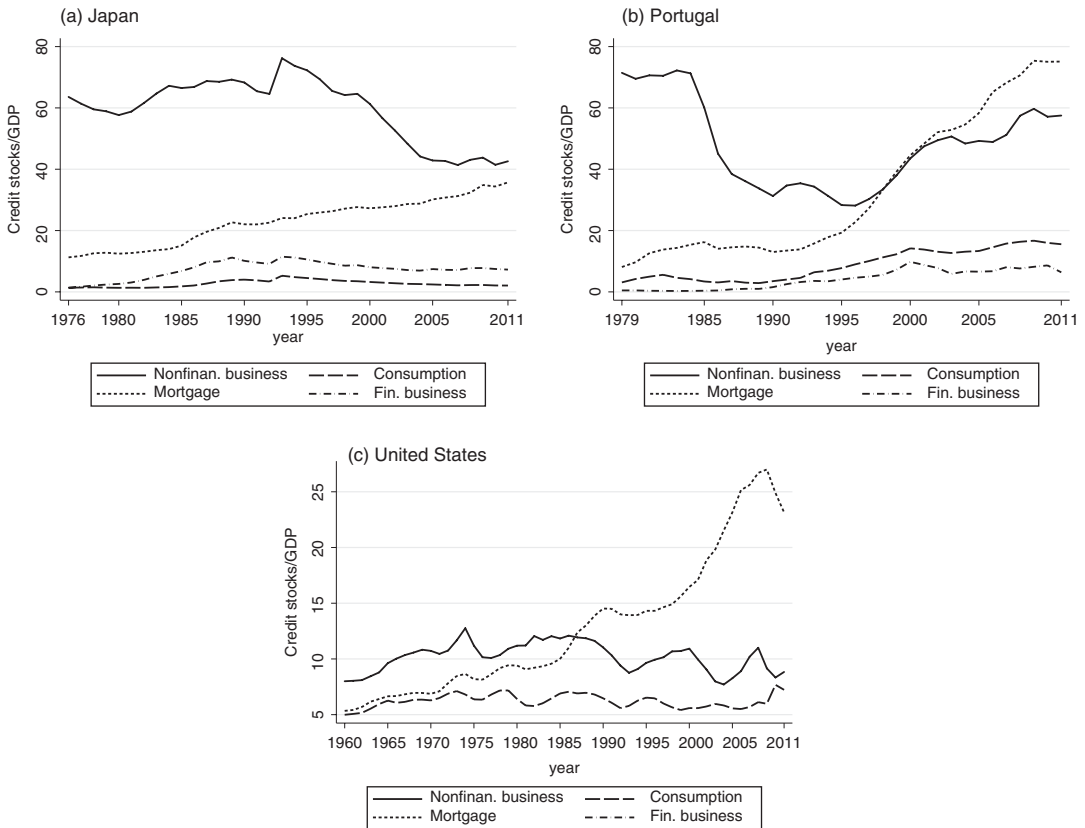 (a) Japan
80
60
40
20
0
Credit stocks/GDP
1976 1980 1985 1990 1995 2000 2005 2011
year
Nonfinan. business Consumption
Mortgage Fin. business
(b) Portugal
80
60
40
20
0
Credit stocks/GDP
1979 1985 1990 1995 2000 2005 2011
year
Nonfinan. business Consumption
Mortgage Fin. business
(c) United States
25
20
15
10
5
Credit stocks/GDP
1960 1965 1970 1975 1980 1985 1990 1995 2000 2005 2011
year
Nonfinan. business Consumption
Mortgage Fin. business